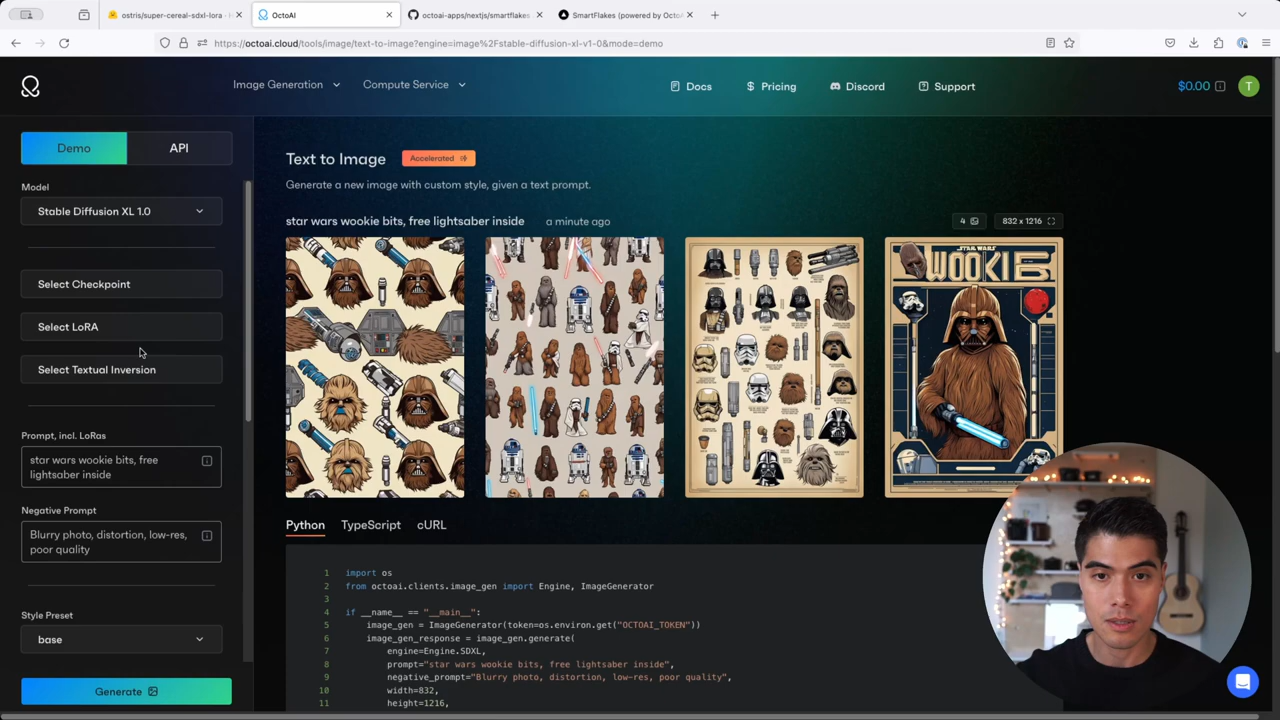 ostris/super-cereal-sdxl-lora · H
OctoAI
octoai-apps/nextjs/smartflakes
SmartFlakes (powered by OctoA
https://octoai.cloud/tools/image/text-to-image?engine=image%2Fstable-diffusion-xl-v1-0&mode=demo
Image Generation
Compute Service
Docs
Pricing
Discord
Support
$0.00
T
Demo
API
Model
Stable Diffusion XL 1.0
Select Checkpoint
Select LoRA
Select Textual Inversion
Prompt, incl. LoRas
star wars wookie bits, free
lightsaber inside
Negative Prompt
Blurry photo, distortion, low-res,
poor quality
Style Preset
base
Generate
Text to Image
Accelerated
Generate a new image with custom style, given a text prompt.
star wars wookie bits, free lightsaber inside
a minute ago
4
832 x 1216
STAR WARS
WOOKIB
Python
TypeScript
cURL
1 import os
2 from octoai.clients.image_gen import Engine, ImageGenerator
3
4 if __name__ == "__main__":
5 image_gen = ImageGenerator(token=os.environ.get("OCTOAI_TOKEN"))
6 image_gen_response = image_gen.generate(
7 engine=Engine.SDXL,
8 prompt="star wars wookie bits, free lightsaber inside",
9 negative_prompt="Blurry photo, distortion, low-res, poor quality",
10 width=832,
11 height=1216,